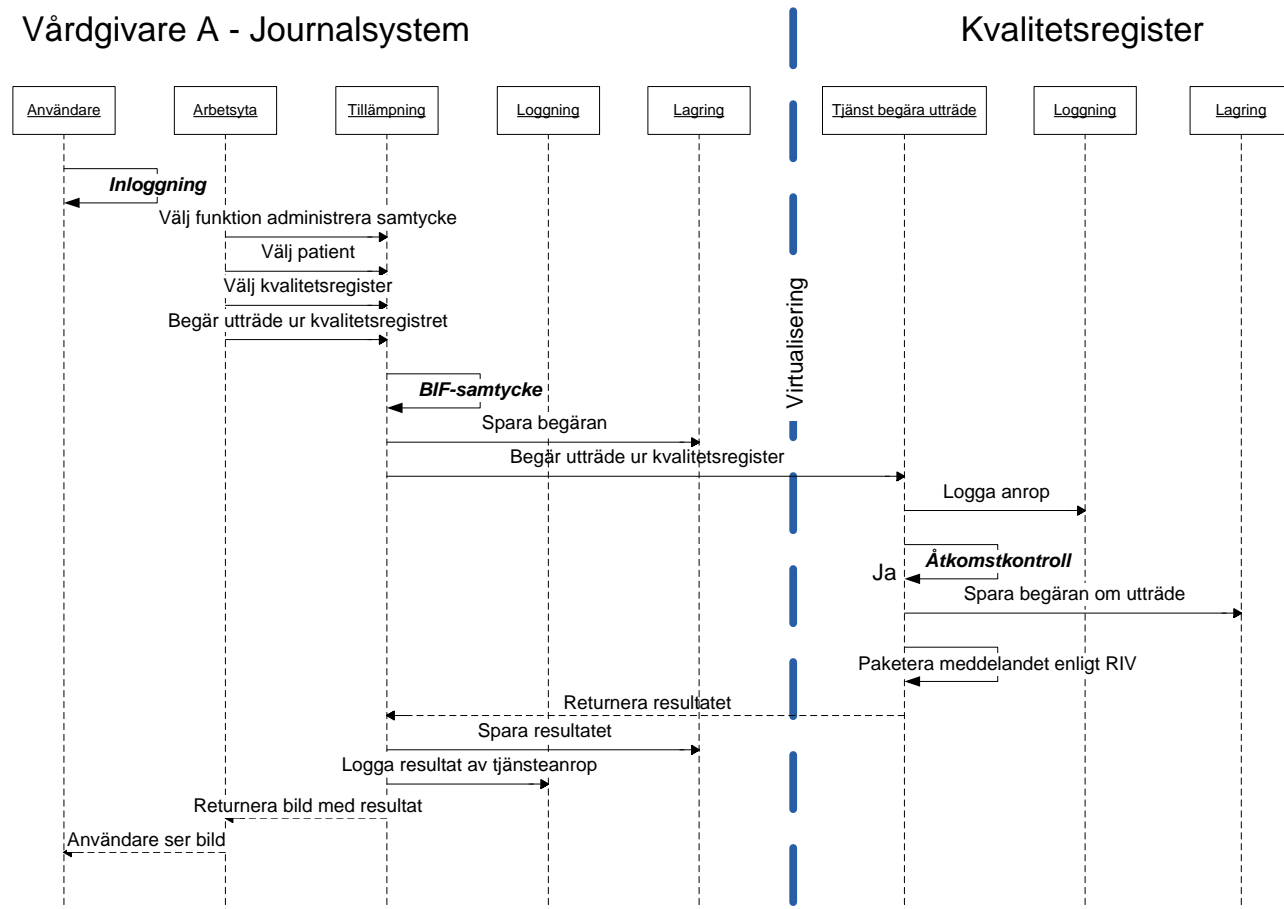 Vårdgivare A - Journalsystem
Kvalitetsregister
Användare
Arbetsyta
Tillämpning
Loggning
Lagring
Tjänst begära utträde
Loggning
Lagring
Inloggning
Välj funktion administrera samtycke
Välj patient
Välj kvalitetsregister
Begär utträde ur kvalitetsregistret
Virtualisering
BIF-samtycke
Spara begäran
Begär utträde ur kvalitetsregister
Logga anrop
Åtkomstkontroll
Ja
Spara begäran om utträde
Paketera meddelandet enligt RIV
Returnera resultatet
Spara resultatet
Logga resultat av tjänsteanrop
Returnera bild med resultat
Användare ser bild